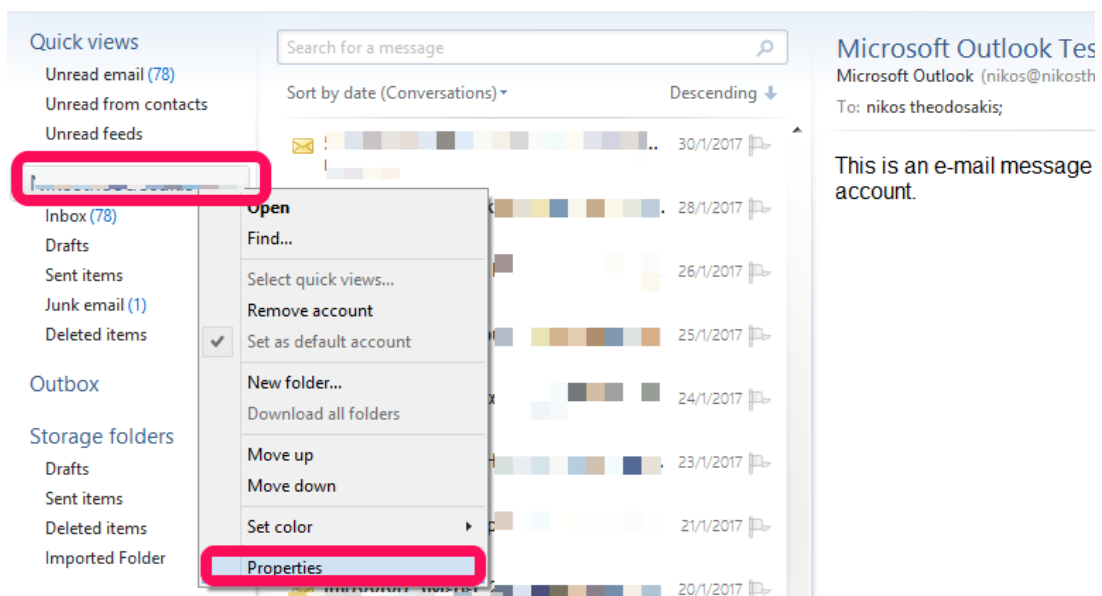 Quick views
Unread email (78)
Unread from contacts
Unread feeds
Inbox (78)
Drafts
Sent items
Junk email (1)
Deleted items
Outbox
Storage folders
Drafts
Sent items
Deleted items
Imported Folder
Search for a message
Sort by date (Conversations)
Descending
30/1/2017
28/1/2017
26/1/2017
25/1/2017
24/1/2017
23/1/2017
21/1/2017
20/1/2017
Open
Find...
Select quick views...
Remove account
Set as default account
New folder...
Download all folders
Move up
Move down
Set color
Properties
Microsoft Outlook Tes
Microsoft Outlook (nikos@nikosth
To: nikos theodosakis;
This is an e-mail message
account.